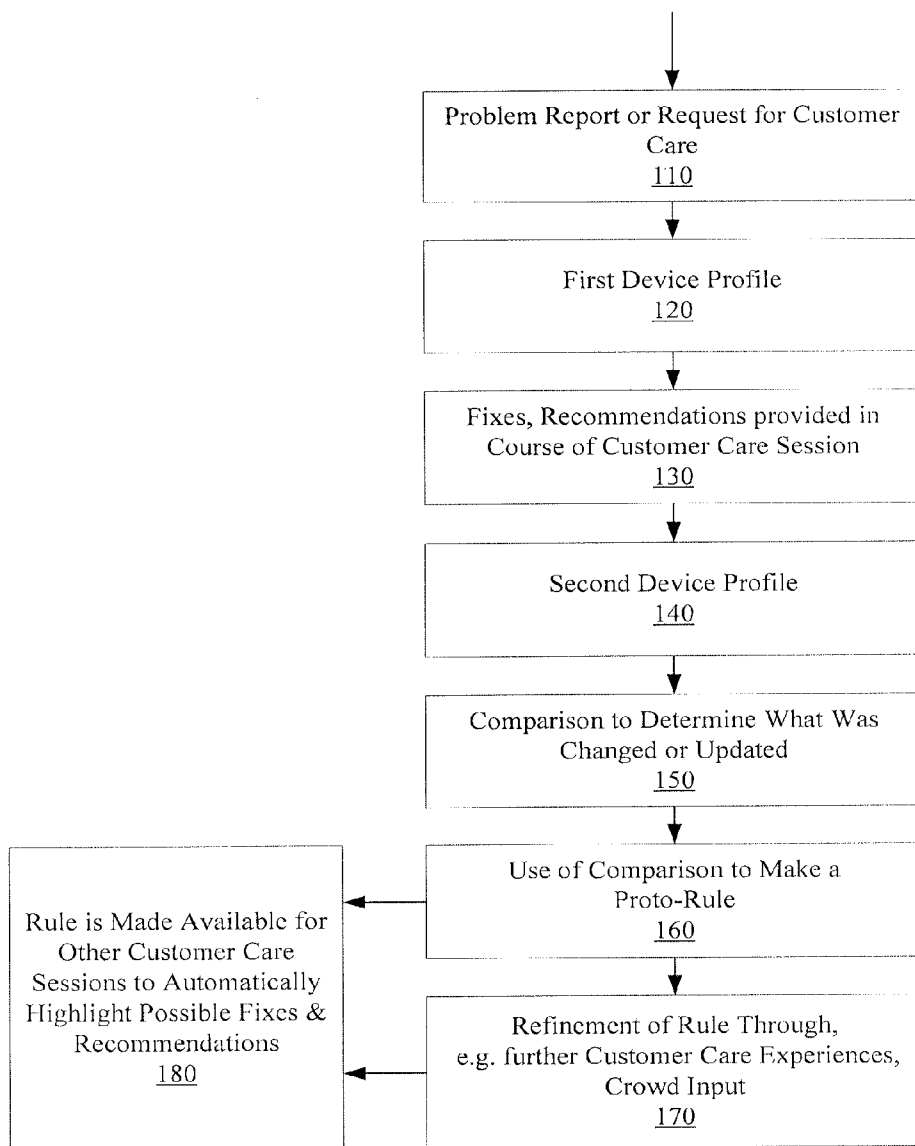 Problem Report or Request for Customer
Care
110
First Device Profile
120
Fixes, Recommendations provided in
Course of Customer Care Session
130
Second Device Profile
140
Comparison to Determine What Was
Changed or Updated
150
Use of Comparison to Make a
Proto-Rule
160
Refinement of Rule Through,
e.g. further Customer Care Experiences,
Crowd Input
170
Rule is Made Available for
Other Customer Care
Sessions to Automatically
Highlight Possible Fixes &
Recommendations
180